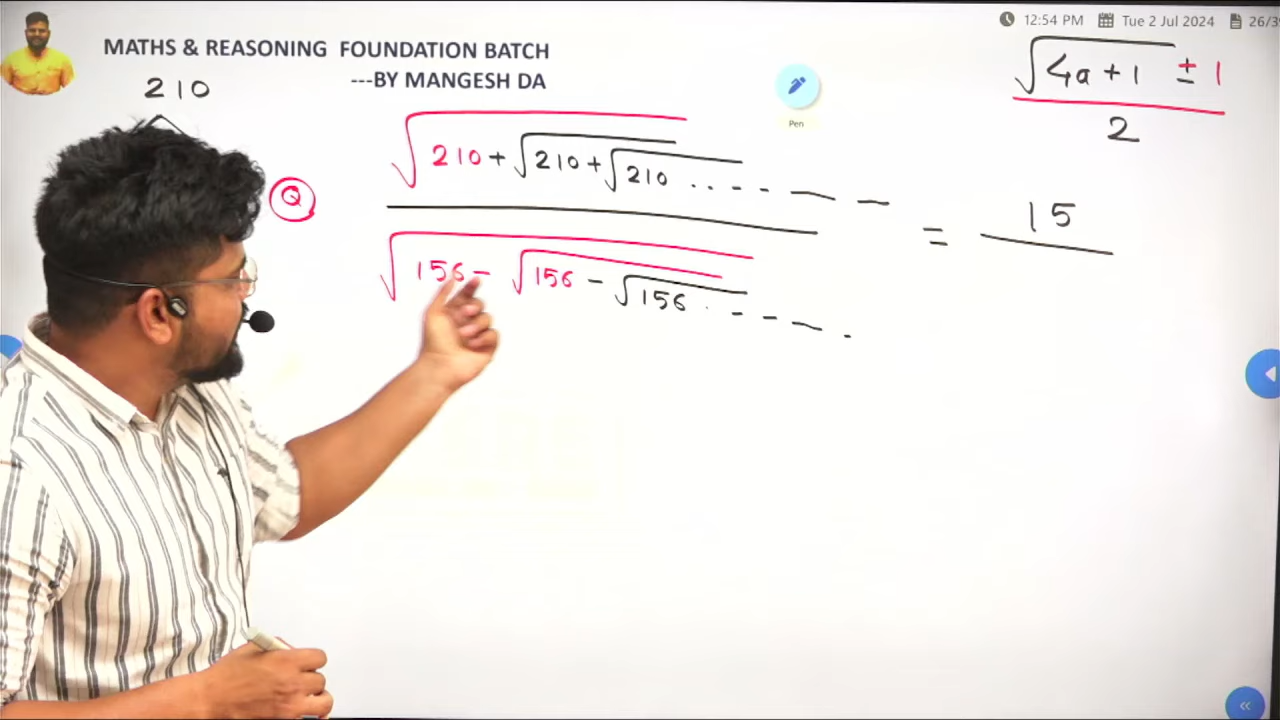 12:54 PM Tue 2 Jul 2024 26/3
MATHS & REASONING FOUNDATION BATCH
---BY MANGESH DA
210
Pen
√4a + 1 ± 1
2
Q
√210 + √210 + √210 ....- - — —
√156 - √156 - √156 . - - — .
= 15